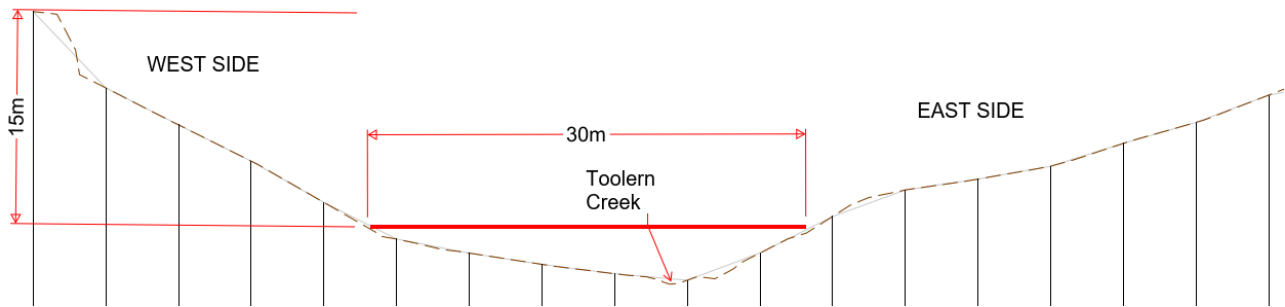 WEST SIDE
15m
30m
EAST SIDE
Toolern
Creek